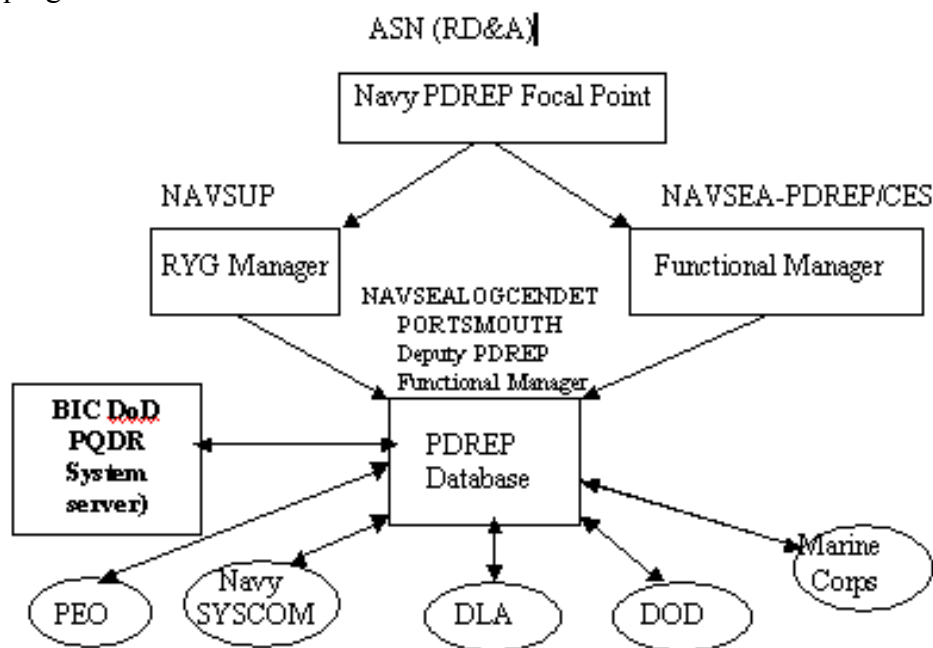 ASN (RD&A)
Navy PDREP Focal Point
NAVSUP
NAVSEA-PDREP/CES
RYG Manager
Functional Manager
NAVSEALOGCENDET
PORTSMOUTH
Deputy PDREP
Functional Manager
BIC DoD
PQDR
System
server)
PDREP
Database
PEO
Navy
SYSCOM
DLA
DOD
Marine
Corps